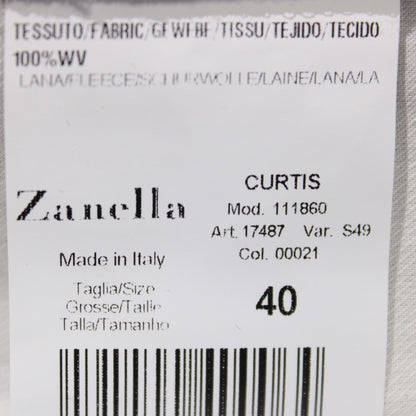 TESSUTO/FABRIC/GEWEBE/TISSU/TEJIDO/TECIDO
100%WV
LANA/FLEECE/SCHURWOLLE/LAINE/LANA/LA
Zanella
CURTIS
Mod. 111860
Art. 17487 Var. S49
Col. 00021
Made in Italy
Taglia/Size
Grosse/Taille
Talla/Tamanho
40